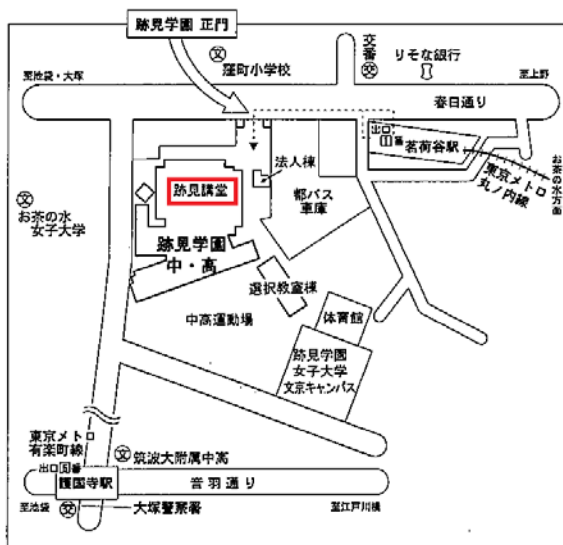 跡見学園 正門
文
窪町小学校
交番
交
りそな銀行
至池袋・大塚
至上野
春日通り
出口
1番
茗荷谷駅
東京メトロ
丸ノ内線
お茶の水方面
法人棟
都バス
車庫
跡見講堂
文
お茶の水
女子大学
跡見学園
中・高
選択教室棟
中高運動場
体育館
跡見学園
女子大学
文京キャンパス
東京メトロ
有楽町線
文
筑波大附属中高
出口5番
護国寺駅
音羽通り
至池袋
交
大塚警察署
至江戸川橋